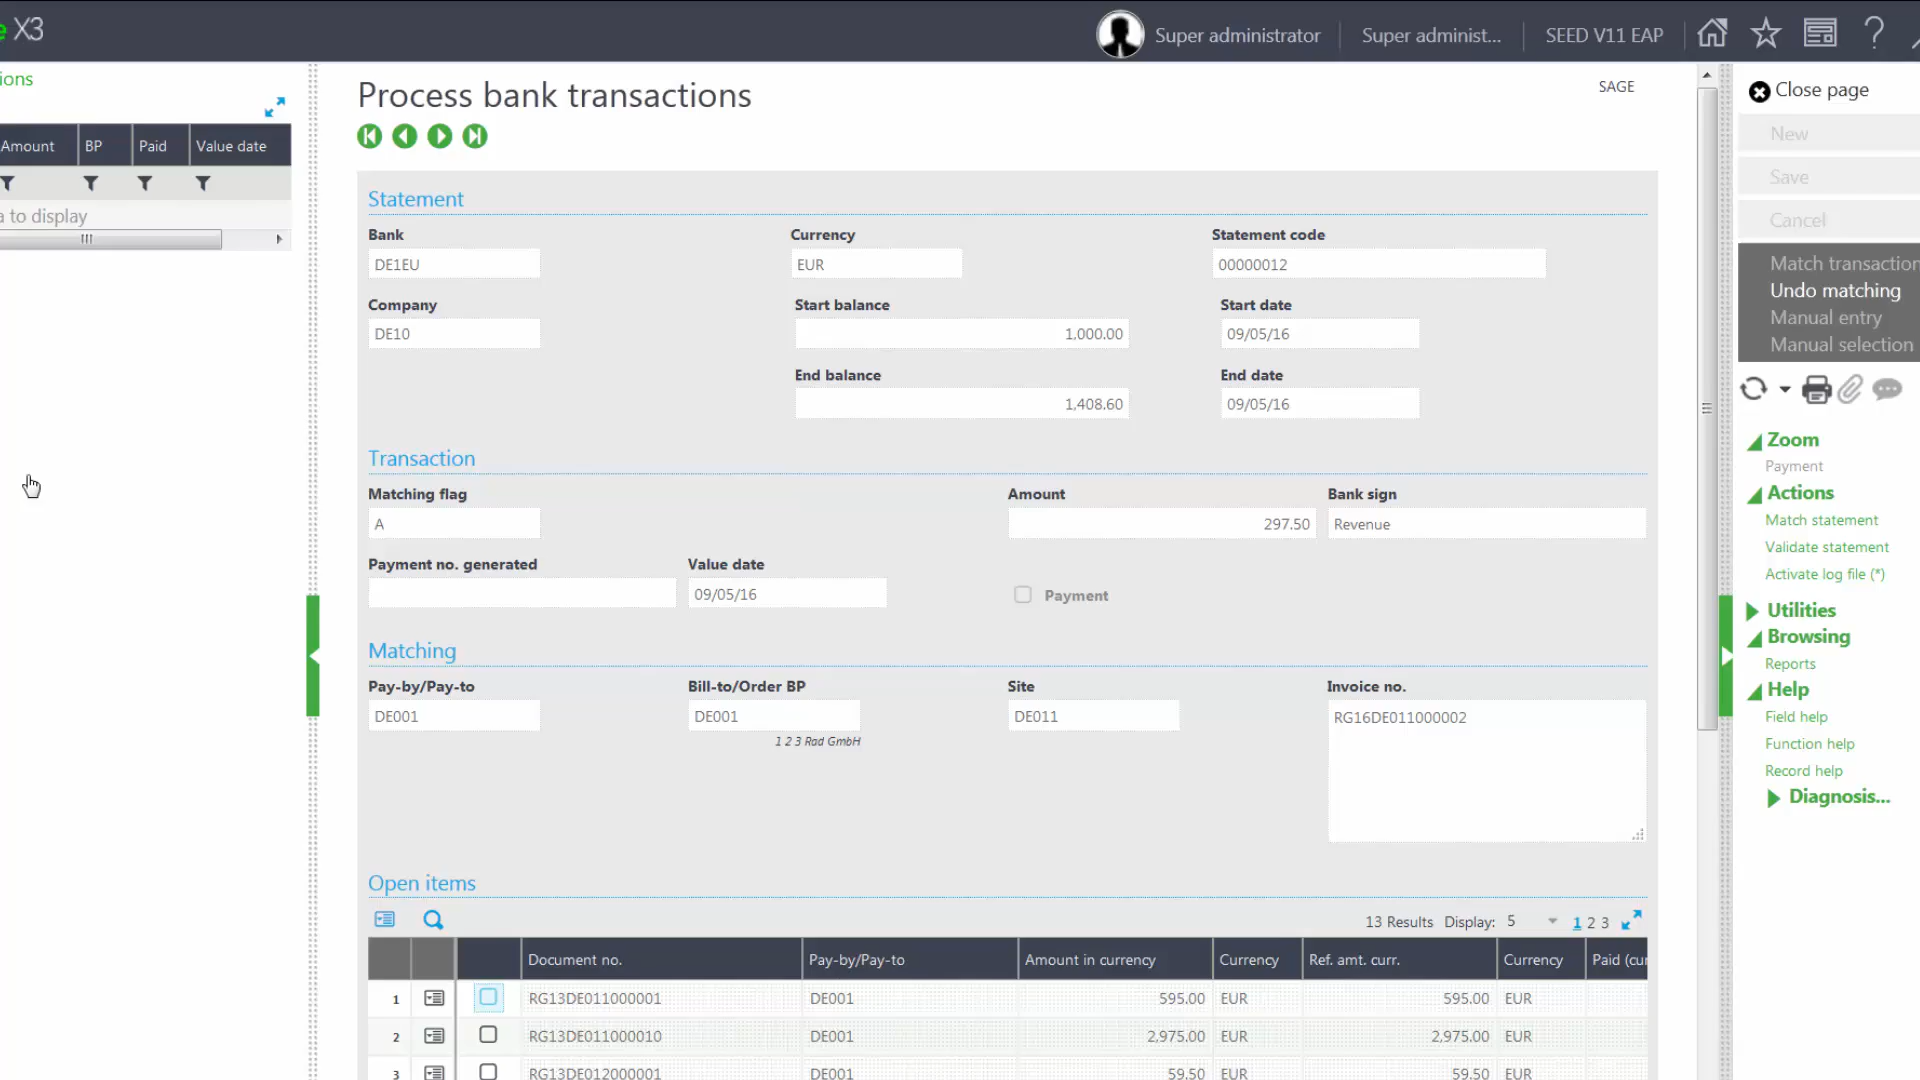 e X3
Super administrator
Super administ...
SEED V11 EAP
ions
Amount BP Paid Value date
a to display
Process bank transactions
SAGE
Statement
Bank Currency Statement code
DE1EU EUR 00000012
Company Start balance Start date
DE10 1,000.00 09/05/16
End balance End date
1,408.60 09/05/16
Transaction
Matching flag Amount Bank sign
A 297.50 Revenue
Payment no. generated Value date
09/05/16 Payment
Matching
Pay-by/Pay-to Bill-to/Order BP Site Invoice no.
DE001 DE001 DE011 RG16DE011000002
1 2 3 Rad GmbH
Open items
13 Results Display: 5 1 2 3
Document no. Pay-by/Pay-to Amount in currency Currency Ref. amt. curr. Currency Paid (cur
1 RG13DE011000001 DE001 595.00 EUR 595.00 EUR
2 RG13DE011000010 DE001 2,975.00 EUR 2,975.00 EUR
3 RG13DE012000001 DE001 59.50 EUR 59.50 EUR
Close page
New
Save
Cancel
Match transaction
Undo matching
Manual entry
Manual selection
Zoom
Payment
Actions
Match statement
Validate statement
Activate log file (*)
Utilities
Browsing
Reports
Help
Field help
Function help
Record help
Diagnosis...